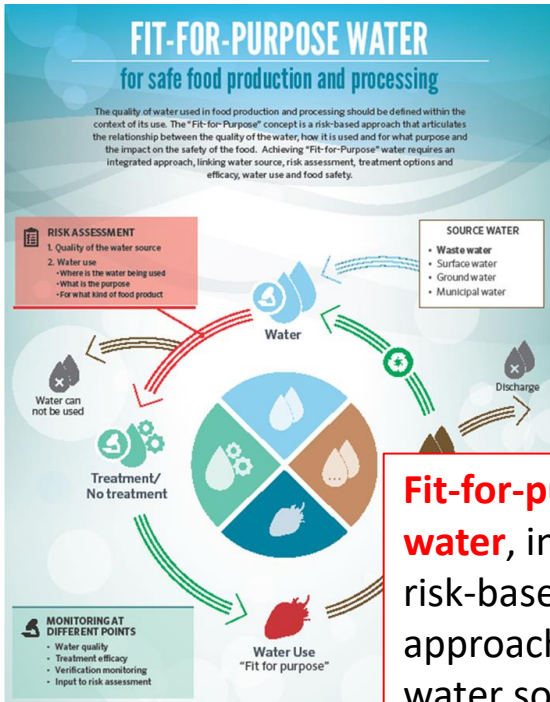 FIT-FOR-PURPOSE WATER
for safe food production and processing
The quality of water used in food production and processing should be defined within the
context of its use. The "Fit-for-Purpose" concept is a risk-based approach that articulates
the relationship between the quality of the water, how it is used and for what purpose and
the impact on the safety of the food. Achieving "Fit-for-Purpose" water requires an
integrated approach, linking water source, risk assessment, treatment options and
efficacy, water use and food safety.
RISK ASSESSMENT
1. Quality of the water source
2. Water use
•Where is the water being used
•What is the purpose
•For what kind of food product
SOURCE WATER
• Waste water
• Surface water
• Ground water
• Municipal water
Water
Water can
not be used
Discharge
Treatment/
No treatment
Water Use
"Fit for purpose"
MONITORING AT
DIFFERENT POINTS
• Water quality
• Treatment efficacy
• Verification monitoring
• Input to risk assessment
Fit-for-p
water, in
risk-base
approach
water so